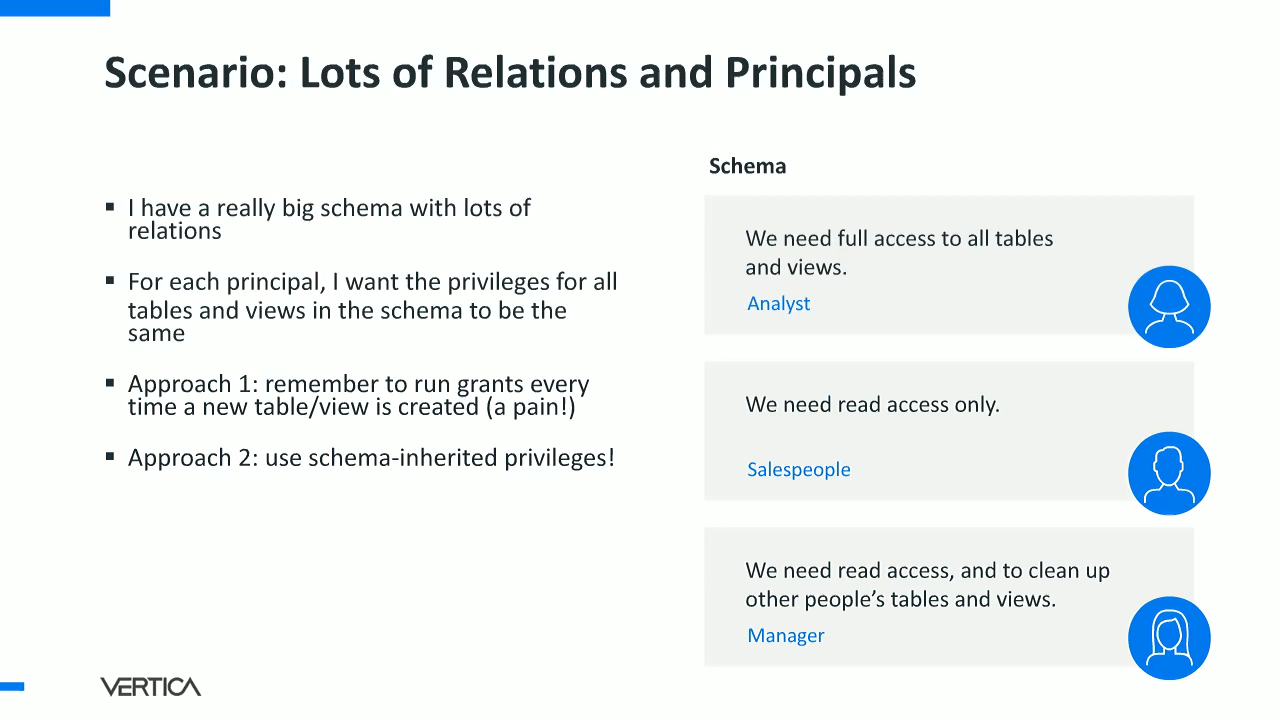 Scenario: Lots of Relations and Principals
▪ I have a really big schema with lots of
relations
▪ For each principal, I want the privileges for all
tables and views in the schema to be the
same
▪ Approach 1: remember to run grants every
time a new table/view is created (a pain!)
▪ Approach 2: use schema-inherited privileges!
Schema
We need full access to all tables
and views.
Analyst
We need read access only.
Salespeople
We need read access, and to clean up
other people’s tables and views.
Manager
VERTICA